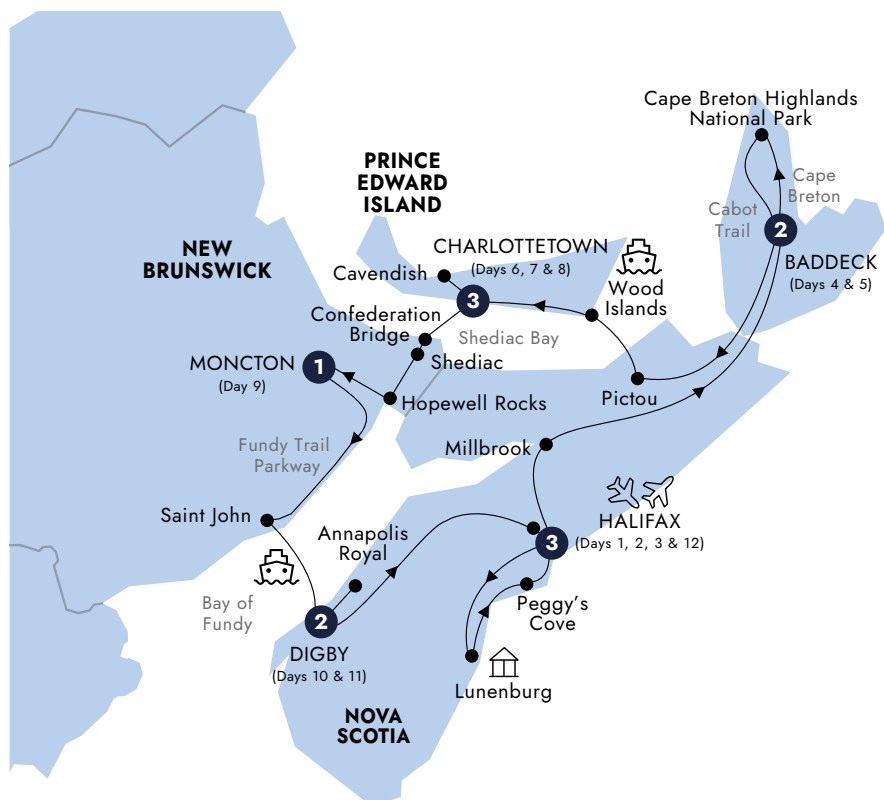 Cape Breton Highlands
National Park
PRINCE
EDWARD
ISLAND
Cape
Breton
Cabot
Trail
2
BADDECK
(Days 4 & 5)
NEW
BRUNSWICK
CHARLOTTETOWN
(Days 6, 7 & 8)
Cavendish
3
Wood
Islands
Confederation
Bridge
Shediac Bay
Shediac
MONCTON
(Day 9)
1
Hopewell Rocks
Pictou
Millbrook
Fundy Trail
Parkway
Saint John
Annapolis
Royal
HALIFAX
(Days 1, 2, 3 & 12)
3
Bay of
Fundy
Peggy's
Cove
2
DIGBY
(Days 10 & 11)
Lunenburg
NOVA
SCOTIA